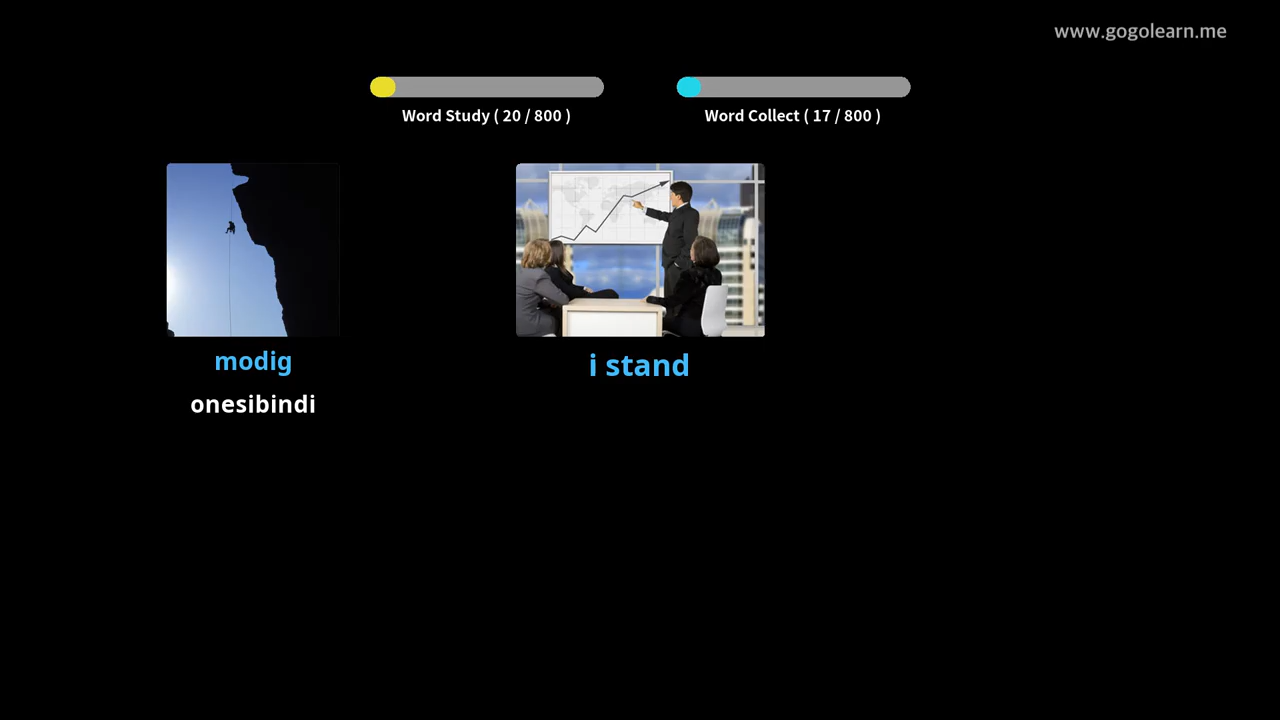 www.gogolearn.me
Word Study ( 20 / 800 )
Word Collect ( 17 / 800 )
modig
i stand
onesibindi